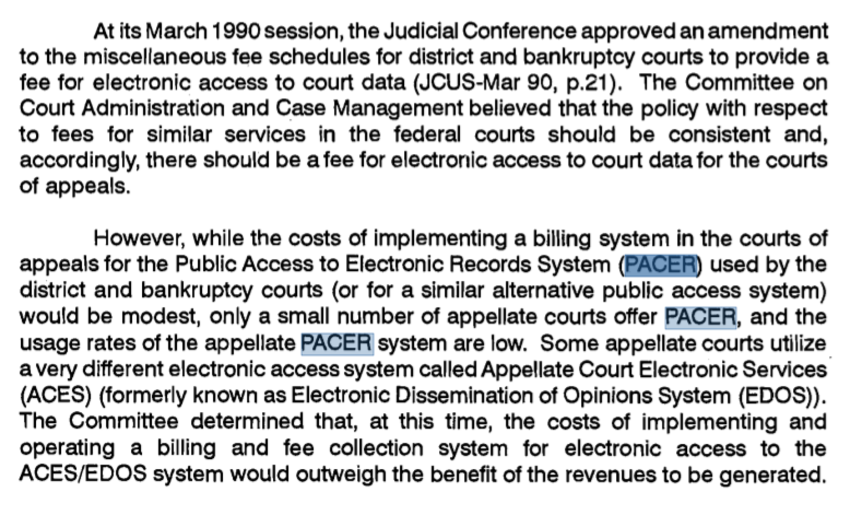 At its March 1990 session, the Judicial Conference approved an amendment
to the miscellaneous fee schedules for district and bankruptcy courts to provide a
fee for electronic access to court data (JCUS-Mar 90, p.21). The Committee on
Court Administration and Case Management believed that the policy with respect
to fees for similar services in the federal courts should be consistent and,
accordingly, there should be a fee for electronic access to court data for the courts
of appeals.
However, while the costs of implementing a billing system in the courts of
appeals for the Public Access to Electronic Records System (PACER) used by the
district and bankruptcy courts (or for a similar alternative public access system)
would be modest, only a small number of appellate courts offer PACER, and the
usage rates of the appellate PACER system are low. Some appellate courts utilize
a very different electronic access system called Appellate Court Electronic Services
(ACES) (formerly known as Electronic Dissemination of Opinions System (EDOS)).
The Committee determined that, at this time, the costs of implementing and
operating a billing and fee collection system for electronic access to the
ACES/EDOS system would outweigh the benefit of the revenues to be generated.